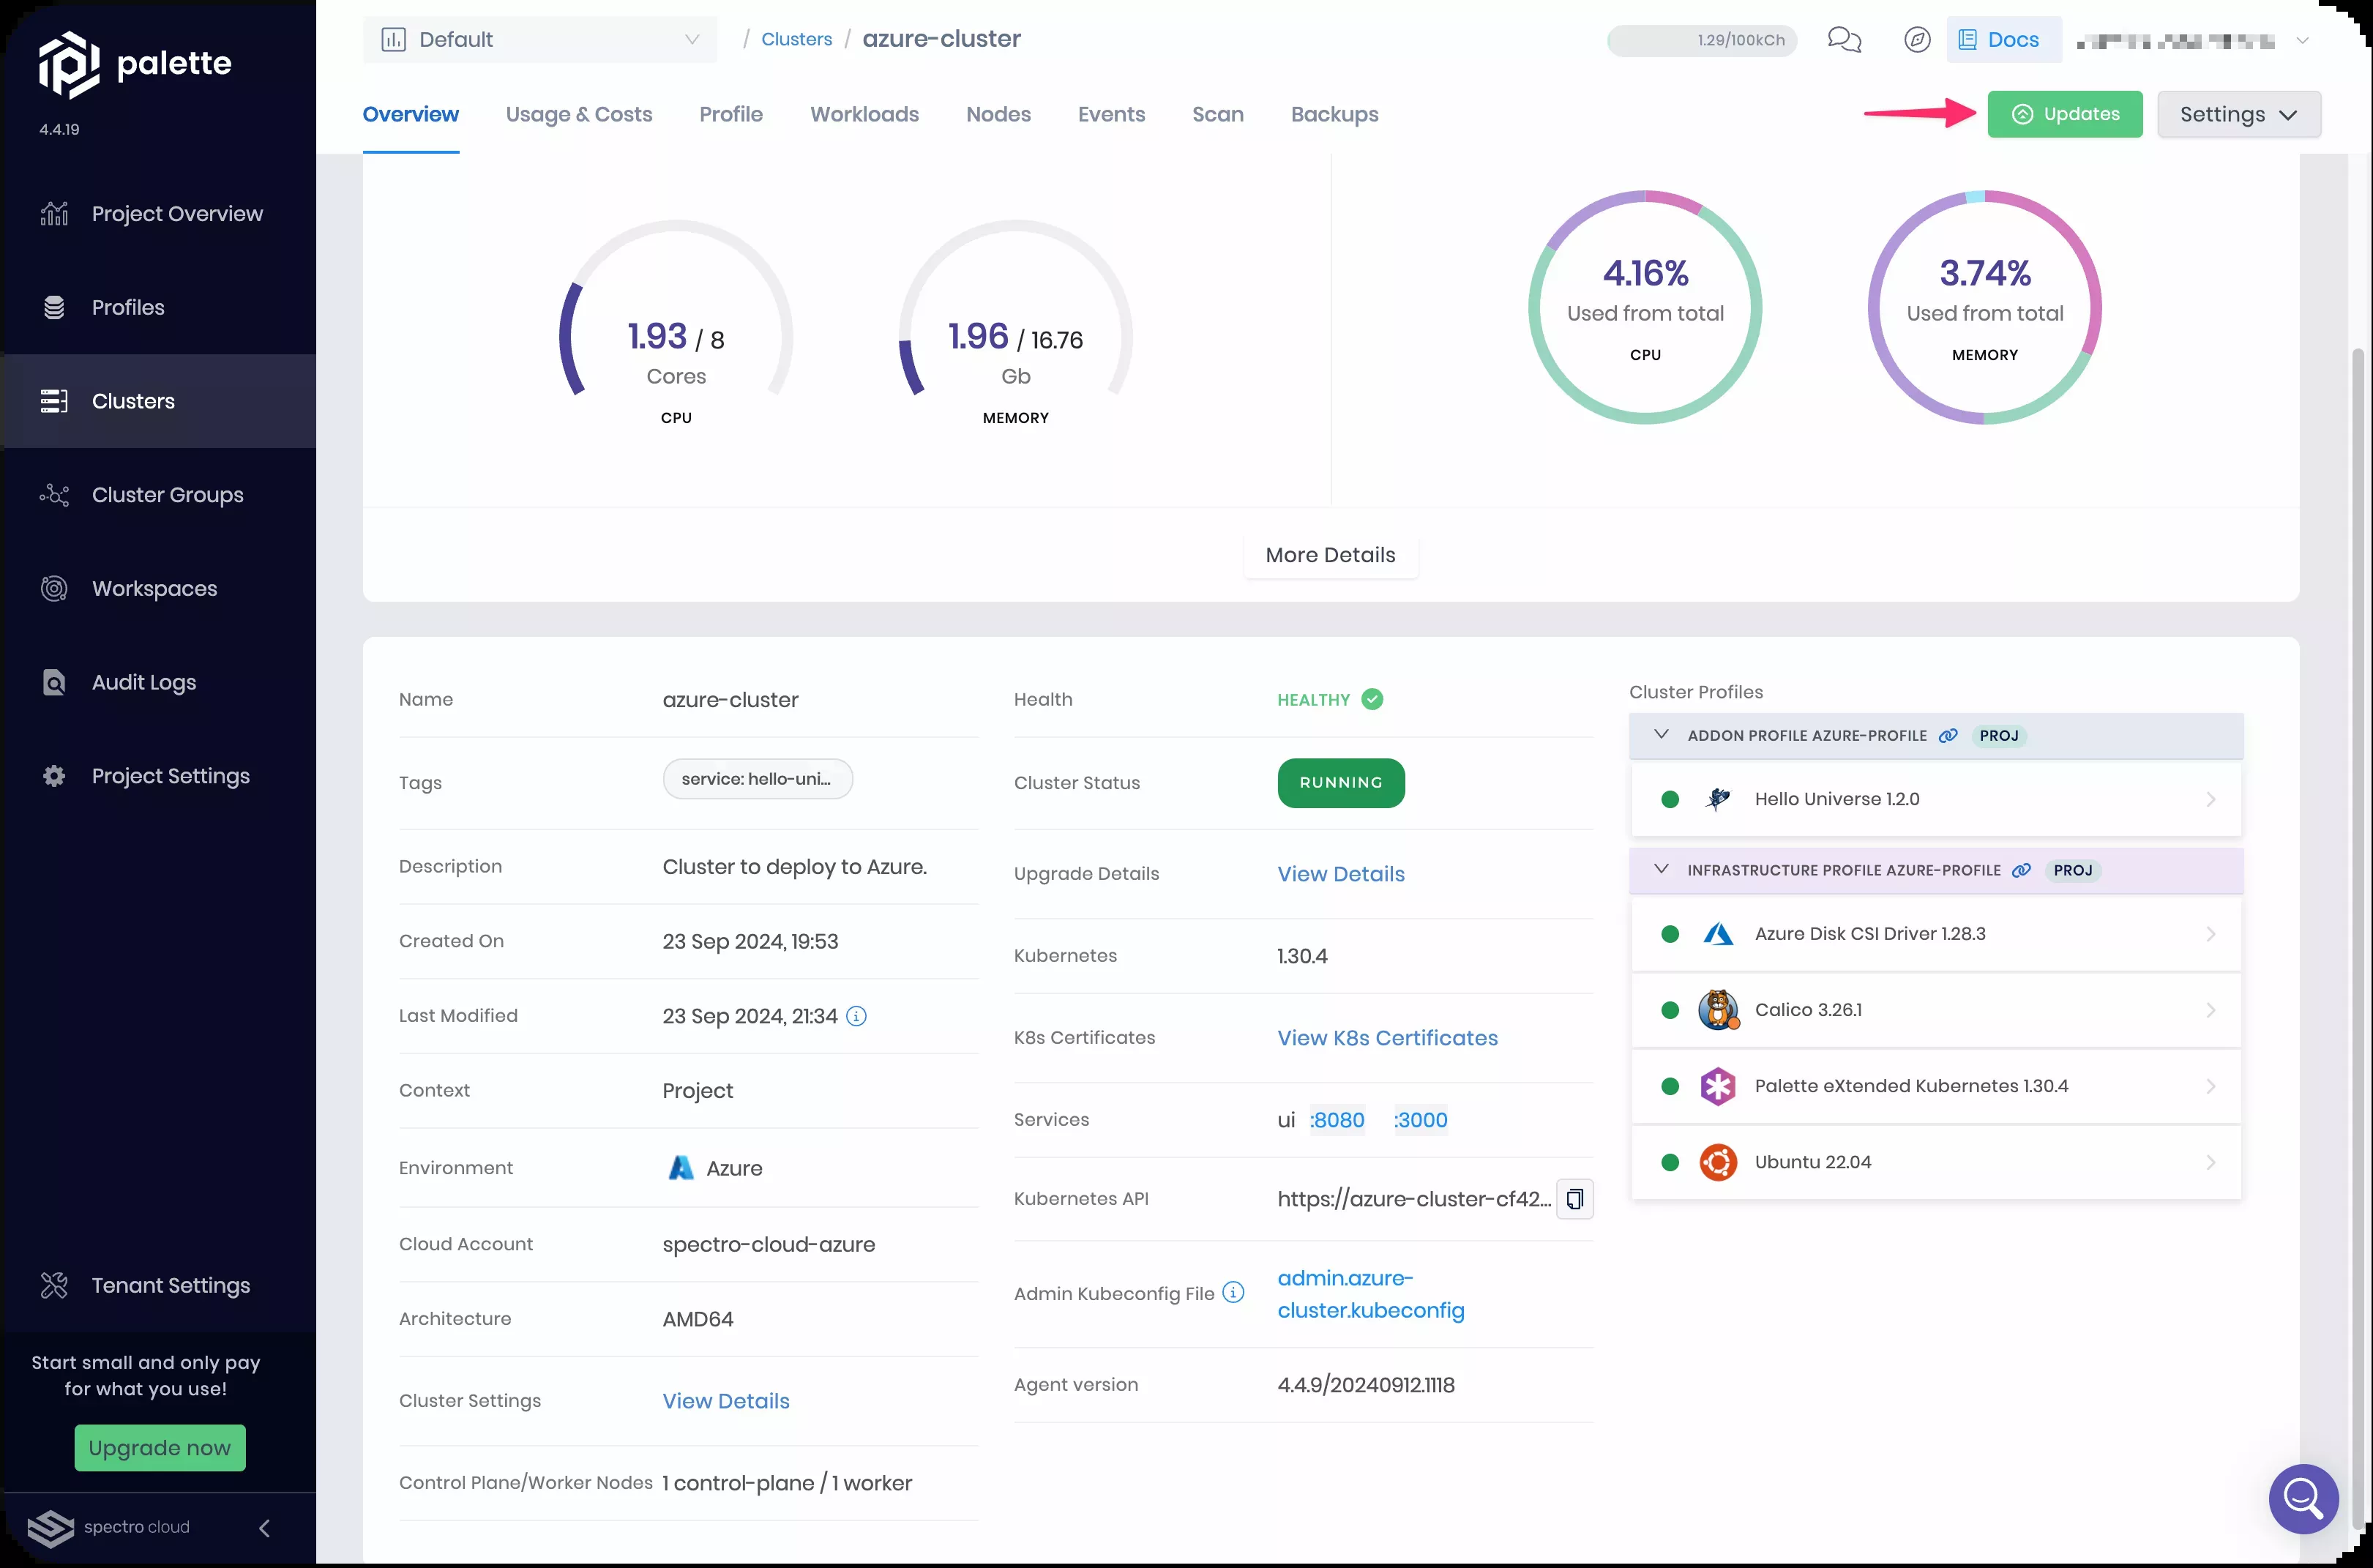 palette
4.4.19
Project Overview
Profiles
Clusters
Cluster Groups
Workspaces
Audit Logs
Project Settings
Tenant Settings
Start small and only pay
for what you use!
Upgrade now
spectro cloud
Default
/ Clusters / azure-cluster
1.29/100kCh
Docs
Overview Usage & Costs Profile Workloads Nodes Events Scan Backups
Updates
Settings
1.93 / 8
Cores
CPU
1.96 / 16.76
Gb
MEMORY
4.16%
Used from total
CPU
3.74%
Used from total
MEMORY
More Details
Name azure-cluster
Tags service: hello-uni...
Description Cluster to deploy to Azure.
Created On 23 Sep 2024, 19:53
Last Modified 23 Sep 2024, 21:34
Context Project
Environment Azure
Cloud Account spectro-cloud-azure
Architecture AMD64
Cluster Settings View Details
Control Plane/Worker Nodes 1 control-plane / 1 worker
Health HEALTHY
Cluster Status RUNNING
Upgrade Details View Details
Kubernetes 1.30.4
K8s Certificates View K8s Certificates
Services ui :8080 :3000
Kubernetes API https://azure-cluster-cf42...
Admin Kubeconfig File admin.azure-
cluster.kubeconfig
Agent version 4.4.9/20240912.1118
Cluster Profiles
ADDON PROFILE AZURE-PROFILE PROJ
Hello Universe 1.2.0
INFRASTRUCTURE PROFILE AZURE-PROFILE PROJ
Azure Disk CSI Driver 1.28.3
Calico 3.26.1
Palette eXtended Kubernetes 1.30.4
Ubuntu 22.04